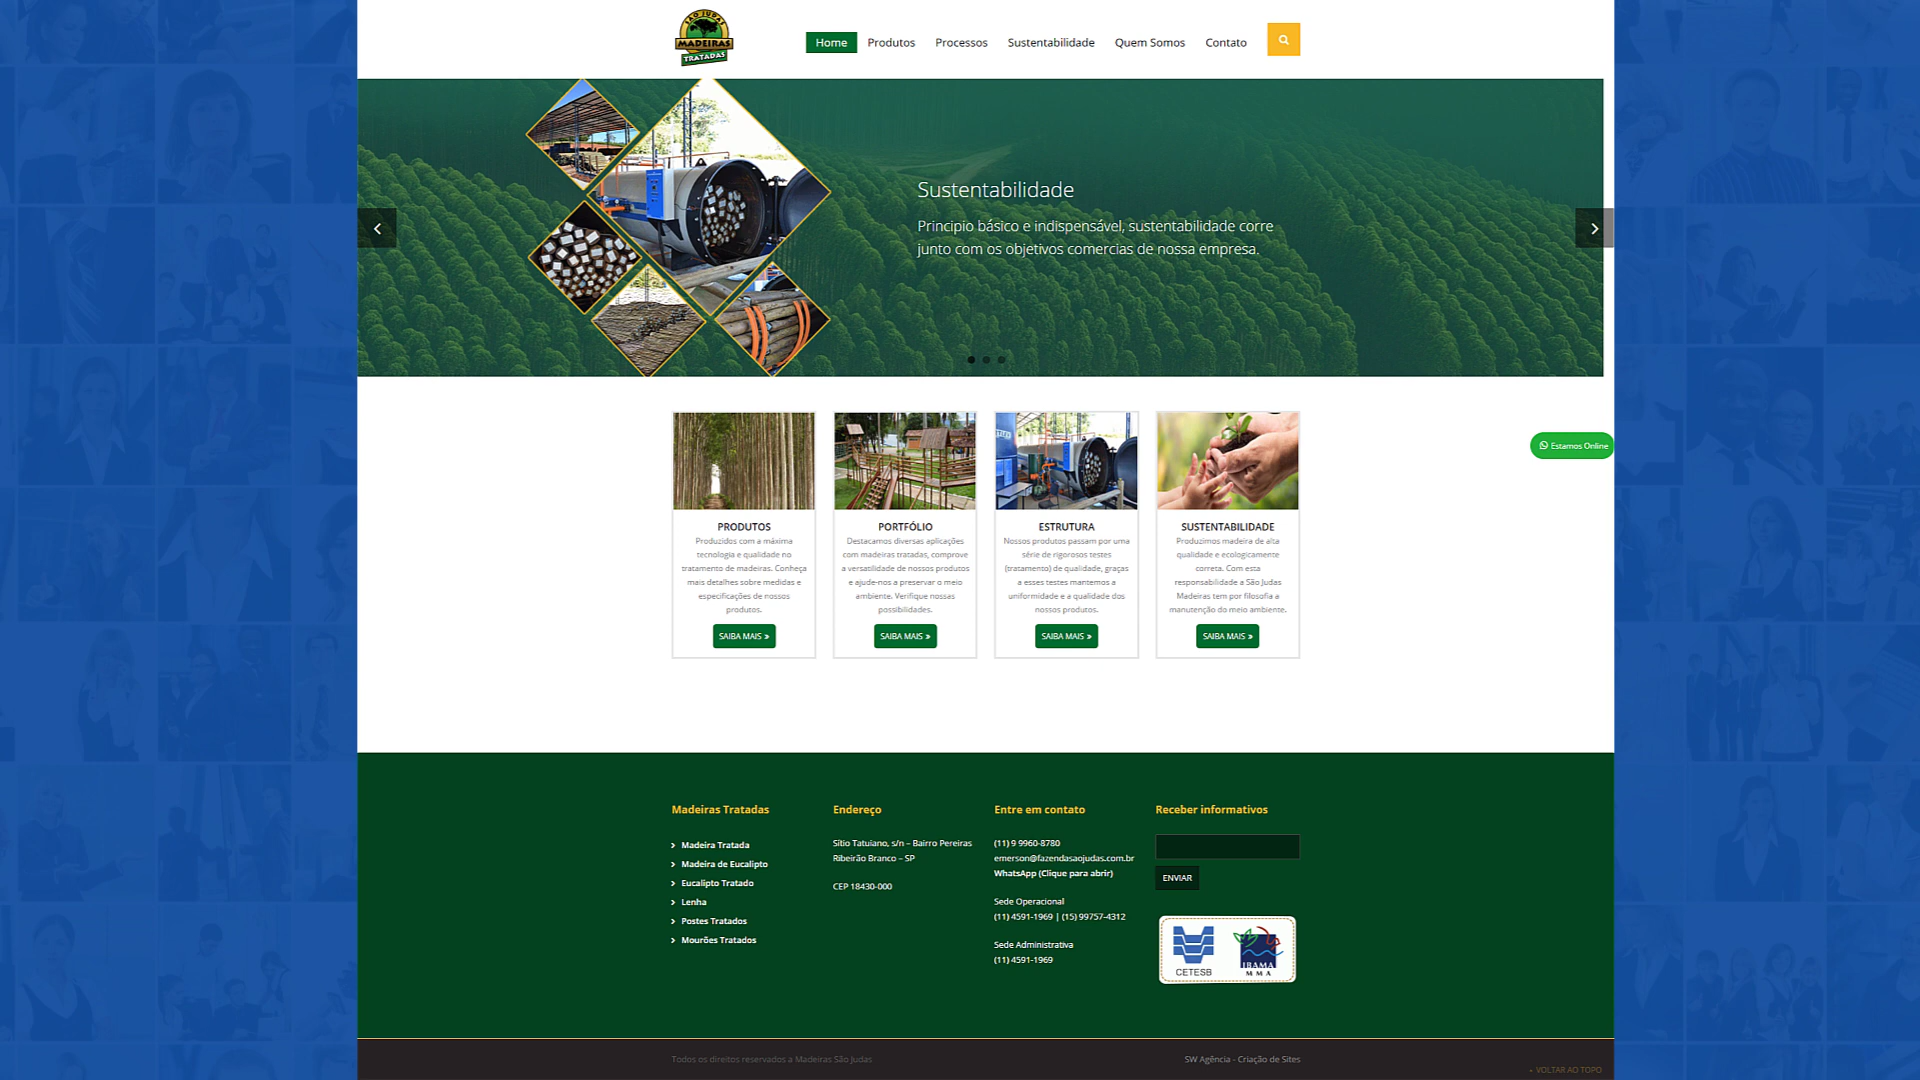 SÃO JUDAS
MADEIRAS
TRATADAS
Home
Produtos
Processos
Sustentabilidade
Quem Somos
Contato
Sustentabilidade
Principio básico e indispensável, sustentabilidade corre
junto com os objetivos comercias de nossa empresa.
Estamos Online
PRODUTOS
Produzidos com a máxima
tecnologia e qualidade no
tratamento de madeiras. Conheça
mais detalhes sobre medidas e
especificações de nossos
produtos.
SAIBA MAIS »
PORTFÓLIO
Destacamos diversas aplicações
com madeiras tratadas, comprove
a versatilidade de nossos produtos
e ajude-nos a preservar o meio
ambiente. Verifique nossas
possibilidades.
SAIBA MAIS »
ESTRUTURA
Nossos produtos passam por uma
série de rigorosos testes
(tratamento) de qualidade, graças
a esses testes mantemos a
uniformidade e a qualidade dos
nossos produtos.
SAIBA MAIS »
SUSTENTABILIDADE
Produzimos madeira de alta
qualidade e ecologicamente
correta. Com esta
responsabilidade a São Judas
Madeiras tem por filosofia a
manutenção do meio ambiente.
SAIBA MAIS »
Madeiras Tratadas
Madeira Tratada
Madeira de Eucalipto
Eucalipto Tratado
Lenha
Postes Tratados
Mourões Tratados
Endereço
Sítio Tatuiano, s/n – Bairro Pereiras
Ribeirão Branco – SP
CEP 18430-000
Entre em contato
(11) 9 9960-8780
emerson@fazendasaojudas.com.br
WhatsApp (Clique para abrir)
Sede Operacional
(11) 4591-1969 | (15) 99757-4312
Sede Administrativa
(11) 4591-1969
Receber informativos
ENVIAR
CETESB
IBAMA
MMA
Todos os direitos reservados a Madeiras São Judas
SW Agência - Criação de Sites
+ VOLTAR AO TOPO